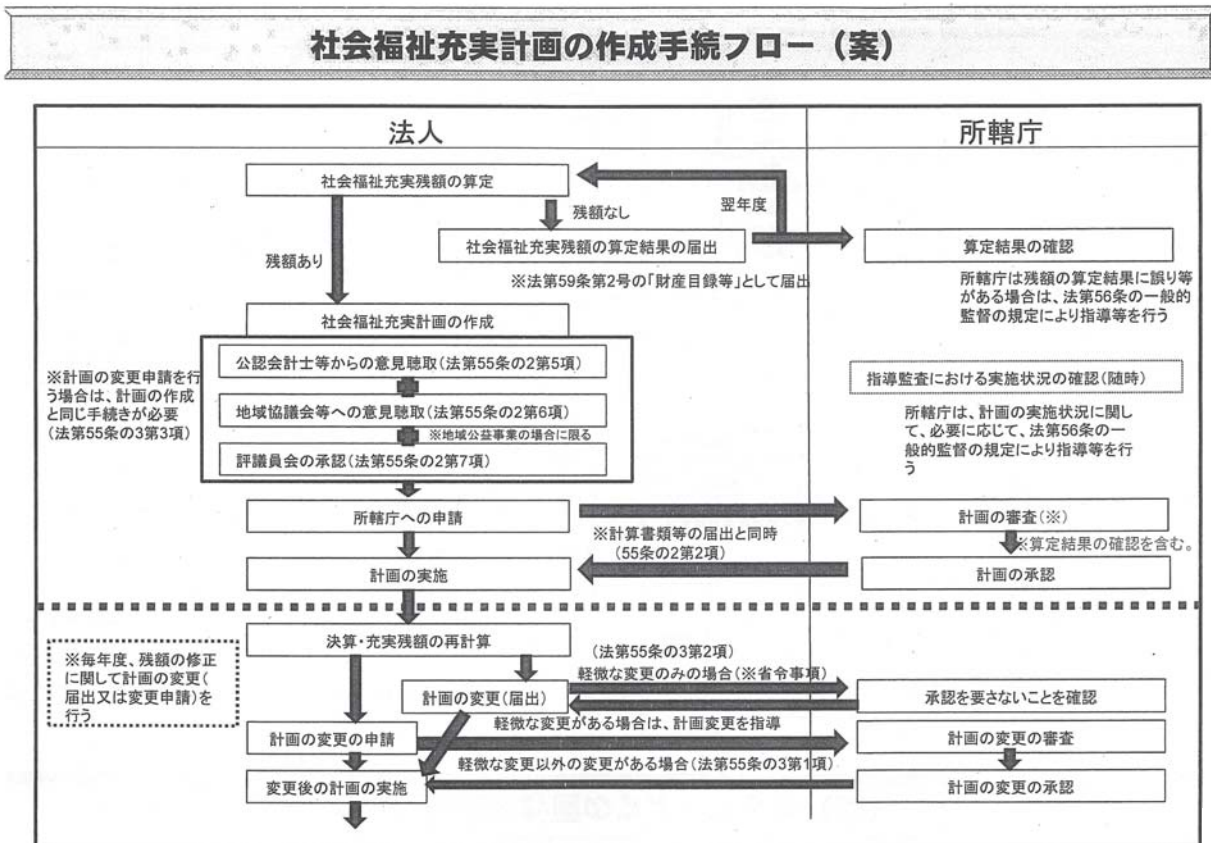 社会福祉充実計画の作成手続フロー（案）
法人
所轄庁
社会福祉充実残額の算定
残額なし
翌年度
社会福祉充実残額の算定結果の届出
算定結果の確認
残額あり
※法第59条第2号の「財産目録等」として届出
所轄庁は残額の算定結果に誤り等
がある場合は、法第56条の一般的
監督の規定により指導等を行う
社会福祉充実計画の作成
公認会計士等からの意見聴取（法第55条の2第5項）
※計画の変更申請を行
う場合は、計画の作成
と同じ手続きが必要
（法第55条の3第3項）
指導監査における実施状況の確認（随時）
地域協議会等への意見聴取（法第55条の2第6項）
※地域公益事業の場合に限る
評議員会の承認（法第55条の2第7項）
所轄庁は、計画の実施状況に関し
て、必要に応じて、法第56条の一
般的監督の規定により指導等を行
う
所轄庁への申請
計画の審査（※）
※計算書類等の届出と同時
（55条の2第2項）
※算定結果の確認を含む。
計画の実施
計画の承認
決算・充実残額の再計算
※毎年度、残額の修正
に関して計画の変更（
届出又は変更申請）を
行う
（法第55条の3第2項）
軽微な変更のみの場合（※省令事項）
計画の変更（届出）
承認を要さないことを確認
軽微な変更がある場合は、計画変更を指導
計画の変更の申請
計画の変更の審査
軽微な変更以外の変更がある場合（法第55条の3第1項）
変更後の計画の実施
計画の変更の承認